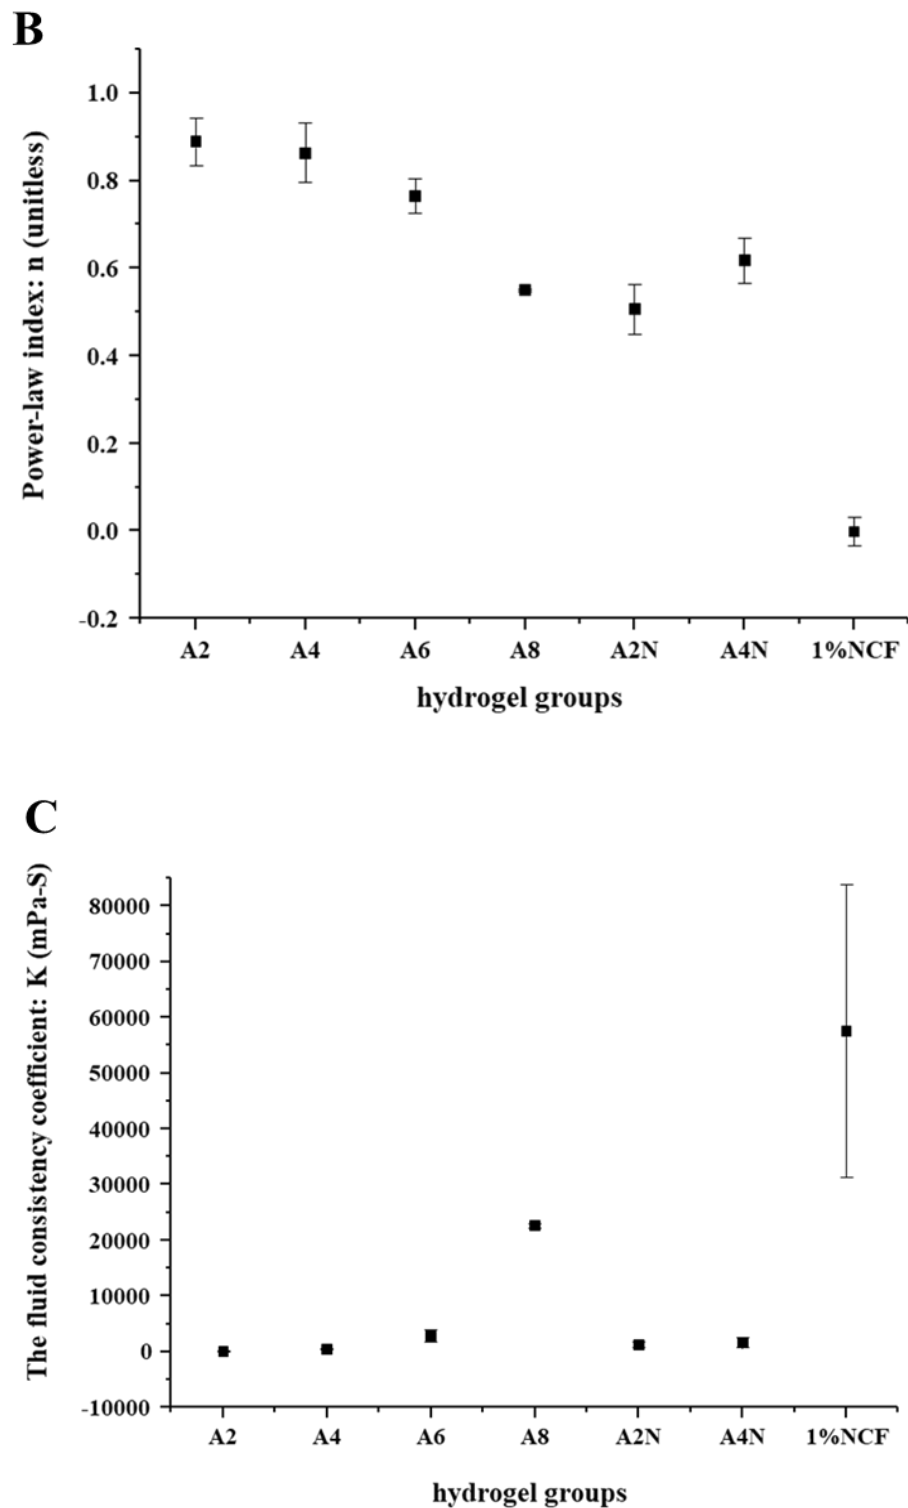 B
Power-law index: n (unitless)
1.0
0.8
0.6
0.4
0.2
0.0
-0.2
A2 A4 A6 A8 A2N A4N 1%NCF
hydrogel groups
C
The fluid consistency coefficient: K (mPa-S)
80000
70000
60000
50000
40000
30000
20000
10000
0
-10000
A2 A4 A6 A8 A2N A4N 1%NCF
hydrogel groups